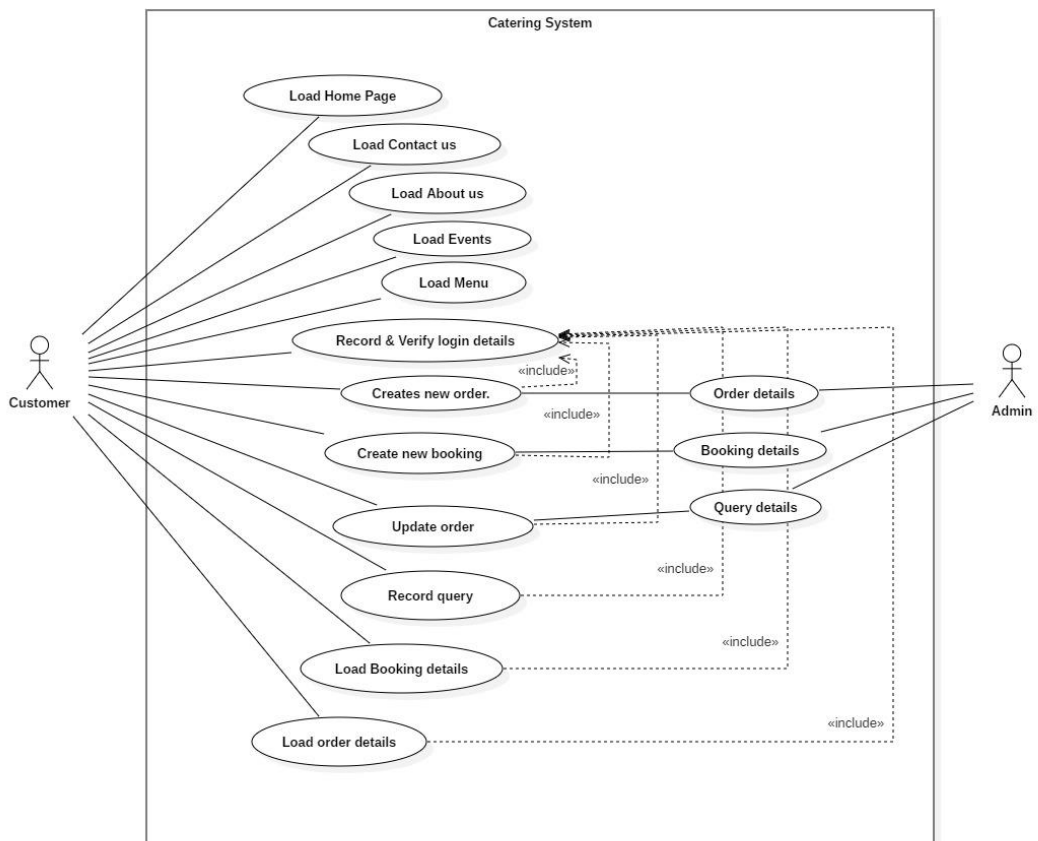 Catering System
Load Home Page
Load Contact us
Load About us
Load Events
Load Menu
Record & Verify login details
«include»
Creates new order.
Order details
Customer
Admin
«include»
Create new booking
Booking details
«include»
Update order
Query details
«include»
Record query
«include»
Load Booking details
«include»
Load order details